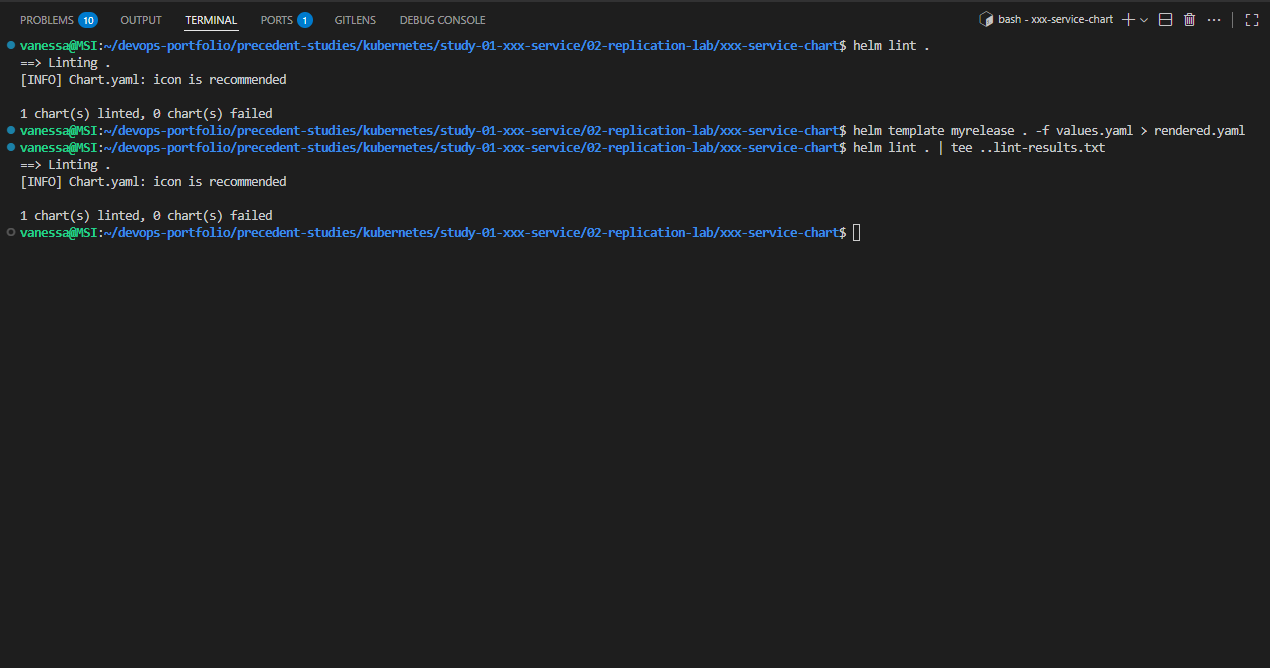 PROBLEMS 10 OUTPUT TERMINAL PORTS 1 GITLENS DEBUG CONSOLE bash - xxx-service-chart
vanessa@MSI:~/devops-portfolio/precedent-studies/kubernetes/study-01-xxx-service/02-replication-lab/xxx-service-chart$ helm lint .
==> Linting .
[INFO] Chart.yaml: icon is recommended
1 chart(s) linted, 0 chart(s) failed
vanessa@MSI:~/devops-portfolio/precedent-studies/kubernetes/study-01-xxx-service/02-replication-lab/xxx-service-chart$ helm template myrelease . -f values.yaml > rendered.yaml
vanessa@MSI:~/devops-portfolio/precedent-studies/kubernetes/study-01-xxx-service/02-replication-lab/xxx-service-chart$ helm lint . | tee ..lint-results.txt
==> Linting .
[INFO] Chart.yaml: icon is recommended
1 chart(s) linted, 0 chart(s) failed
vanessa@MSI:~/devops-portfolio/precedent-studies/kubernetes/study-01-xxx-service/02-replication-lab/xxx-service-chart$